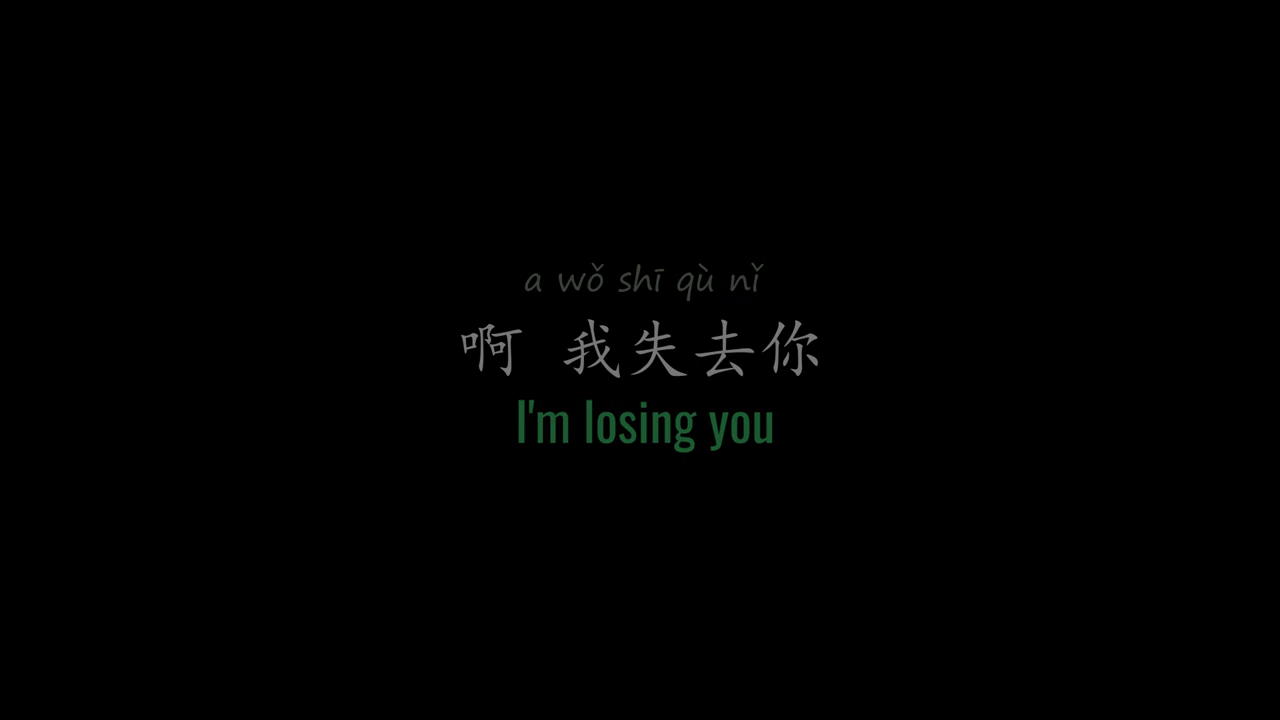 a wǒ shī qù nǐ
啊 我失去你
I'm losing you